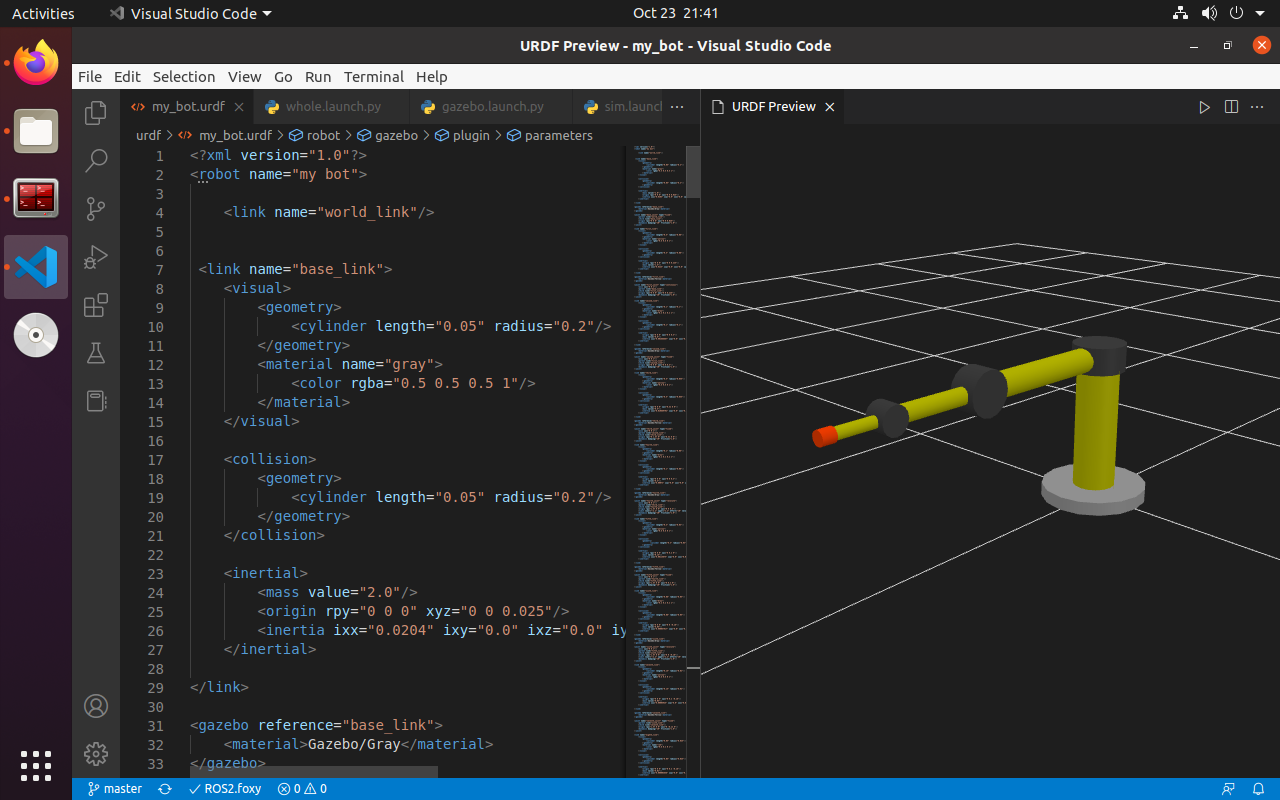 Activities
Visual Studio Code
Oct 23 21:41
URDF Preview - my_bot - Visual Studio Code
File Edit Selection View Go Run Terminal Help
my_bot.urdf
whole.launch.py
gazebo.launch.py
sim.launc
URDF Preview
urdf > my_bot.urdf > robot > gazebo > plugin > parameters
1 <?xml version="1.0"?>
2 <robot name="my bot">
3
4 <link name="world_link"/>
5
6
7 <link name="base_link">
8 <visual>
9 <geometry>
10 <cylinder length="0.05" radius="0.2"/>
11 </geometry>
12 <material name="gray">
13 <color rgba="0.5 0.5 0.5 1"/>
14 </material>
15 </visual>
16
17 <collision>
18 <geometry>
19 <cylinder length="0.05" radius="0.2"/>
20 </geometry>
21 </collision>
22
23 <inertial>
24 <mass value="2.0"/>
25 <origin rpy="0 0 0" xyz="0 0 0.025"/>
26 <inertia ixx="0.0204" ixy="0.0" ixz="0.0" iy
27 </inertial>
28
29 </link>
30
31 <gazebo reference="base_link">
32 <material>Gazebo/Gray</material>
33 </gazebo>
master
ROS2.foxy
0
0